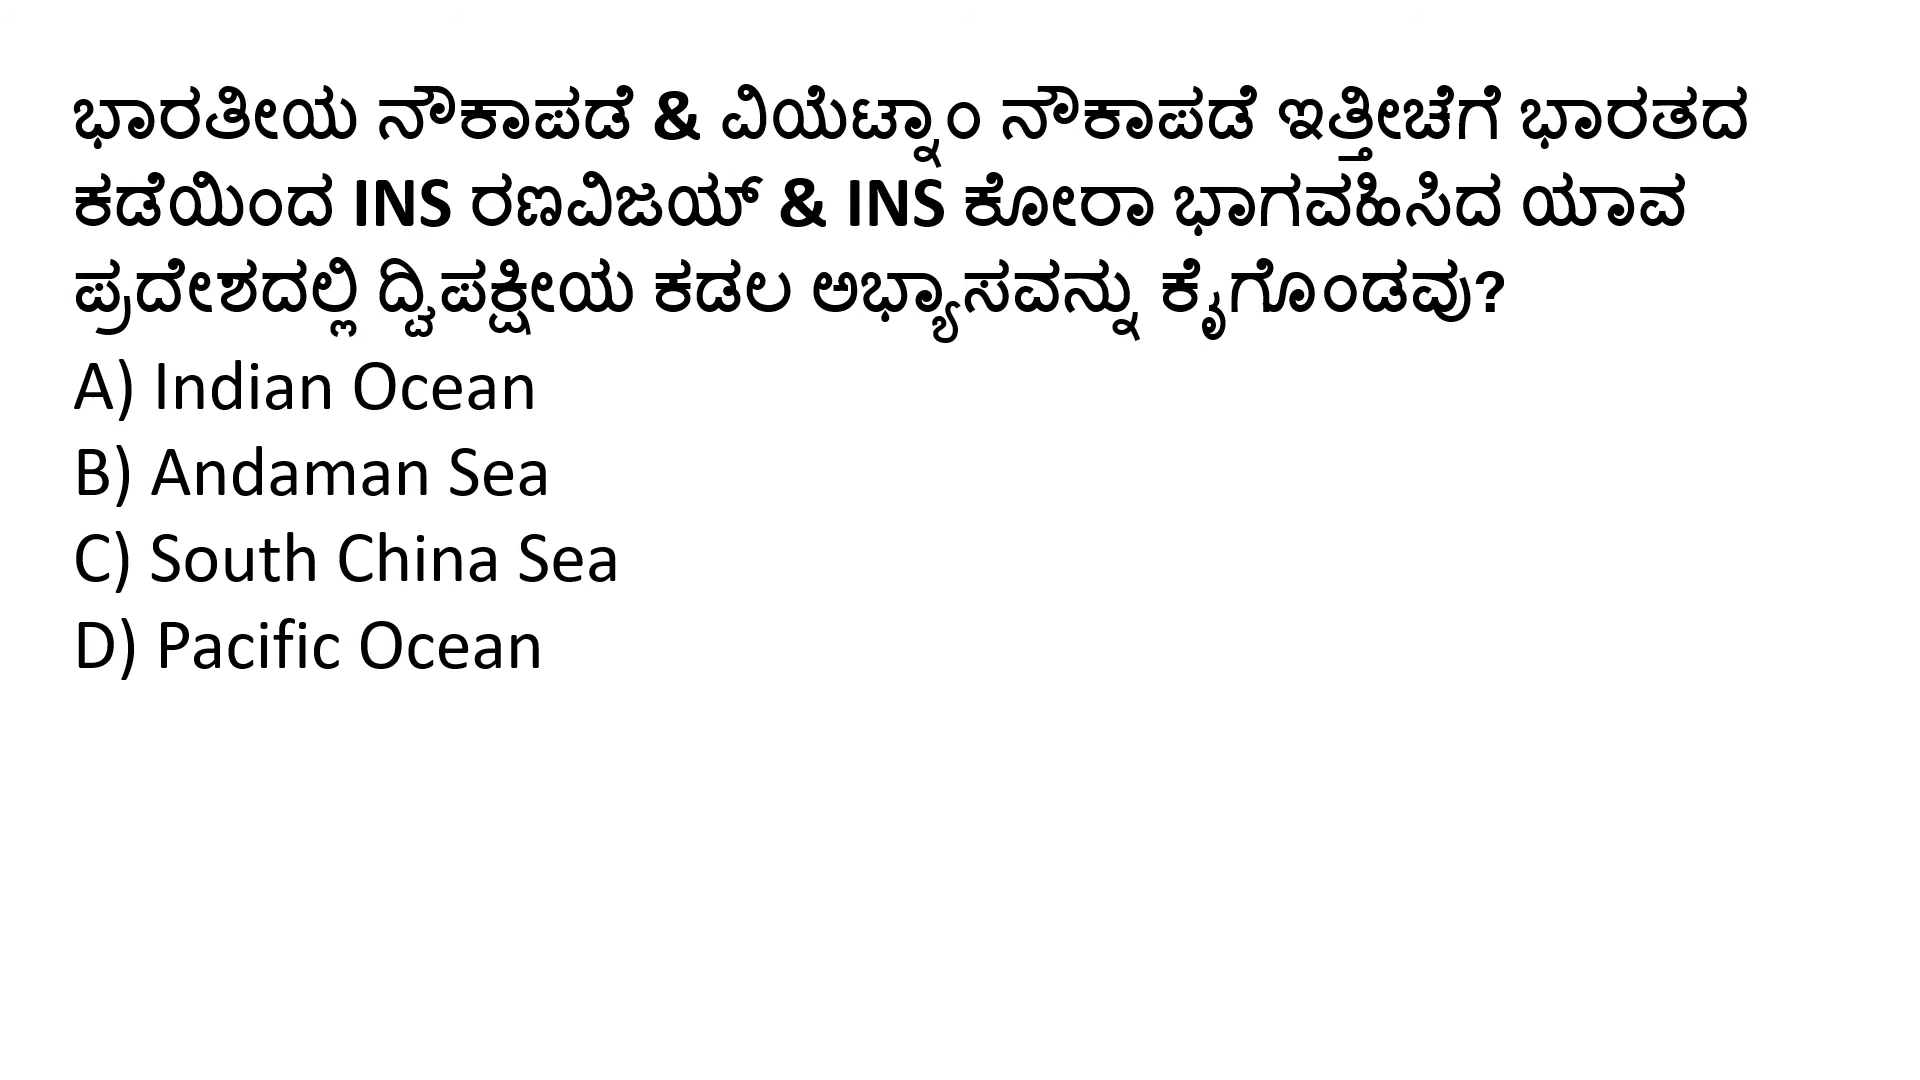 ಭಾರತೀಯ ನೌಕಾಪಡೆ & ವಿಯೆಟ್ನಾಂ ನೌಕಾಪಡೆ ಇತ್ತೀಚೆಗೆ ಭಾರತದ
ಕಡೆಯಿಂದ INS ರಣವಿಜಯ್ & INS ಕೋರಾ ಭಾಗವಹಿಸಿದ ಯಾವ
ಪ್ರದೇಶದಲ್ಲಿ ದ್ವಿಪಕ್ಷೀಯ ಕಡಲ ಅಭ್ಯಾಸವನ್ನು ಕೈಗೊಂಡವು?
A) Indian Ocean
B) Andaman Sea
C) South China Sea
D) Pacific Ocean